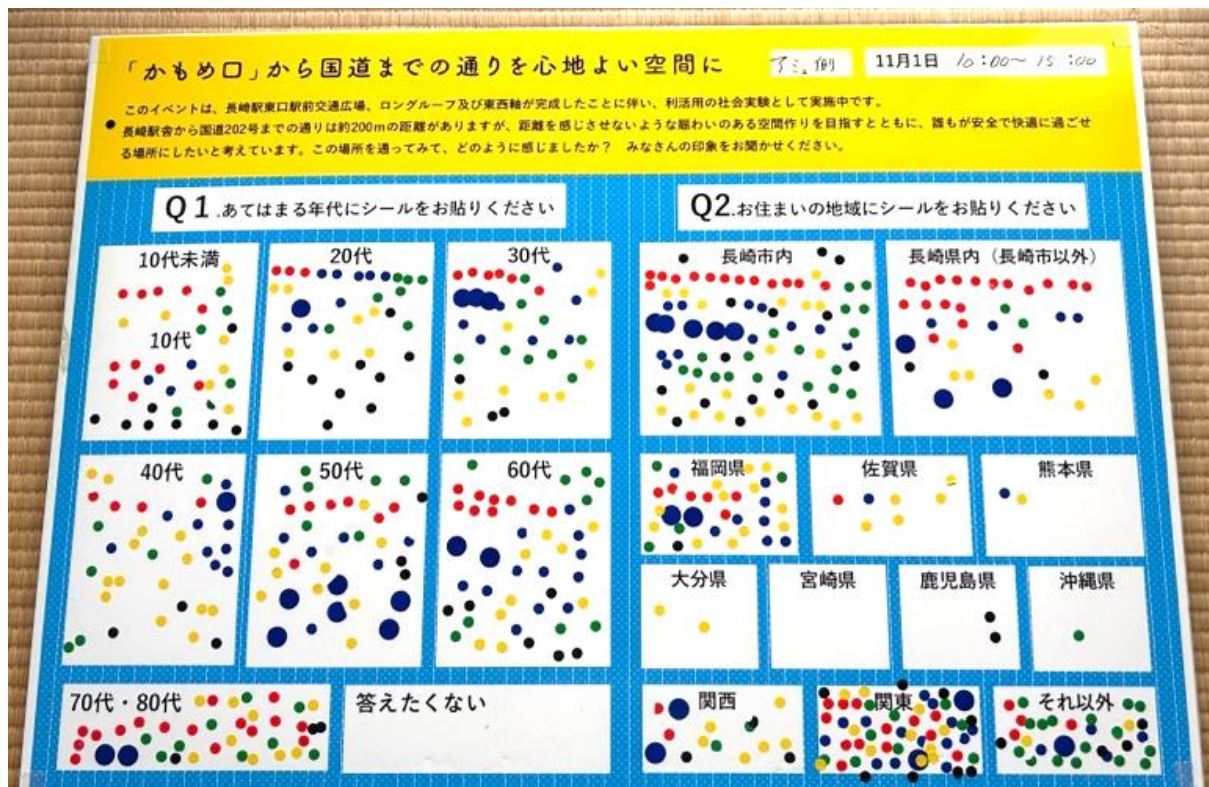 「かもめ口」から国道までの通りを心地よい空間に
アミュ側
11月1日 10:00〜15:00
このイベントは、長崎駅東口駅前交通広場、ロングルーフ及び東西軸が完成したことに伴い、利活用の社会実験として実施中です。
長崎駅舎から国道202号までの通りは約200mの距離がありますが、距離を感じさせないような賑わいのある空間作りを目指すとともに、誰もが安全で快適に過ごせ
る場所にしたいと考えています。この場所を通ってみて、どのように感じましたか？ みなさんの印象をお聞かせください。
Q1.あてはまる年代にシールをお貼りください
10代未満
10代
20代
30代
40代
50代
60代
70代・80代
答えたくない
Q2.お住まいの地域にシールをお貼りください
長崎市内
長崎県内（長崎市以外）
福岡県
佐賀県
熊本県
大分県
宮崎県
鹿児島県
沖縄県
関西
関東
それ以外